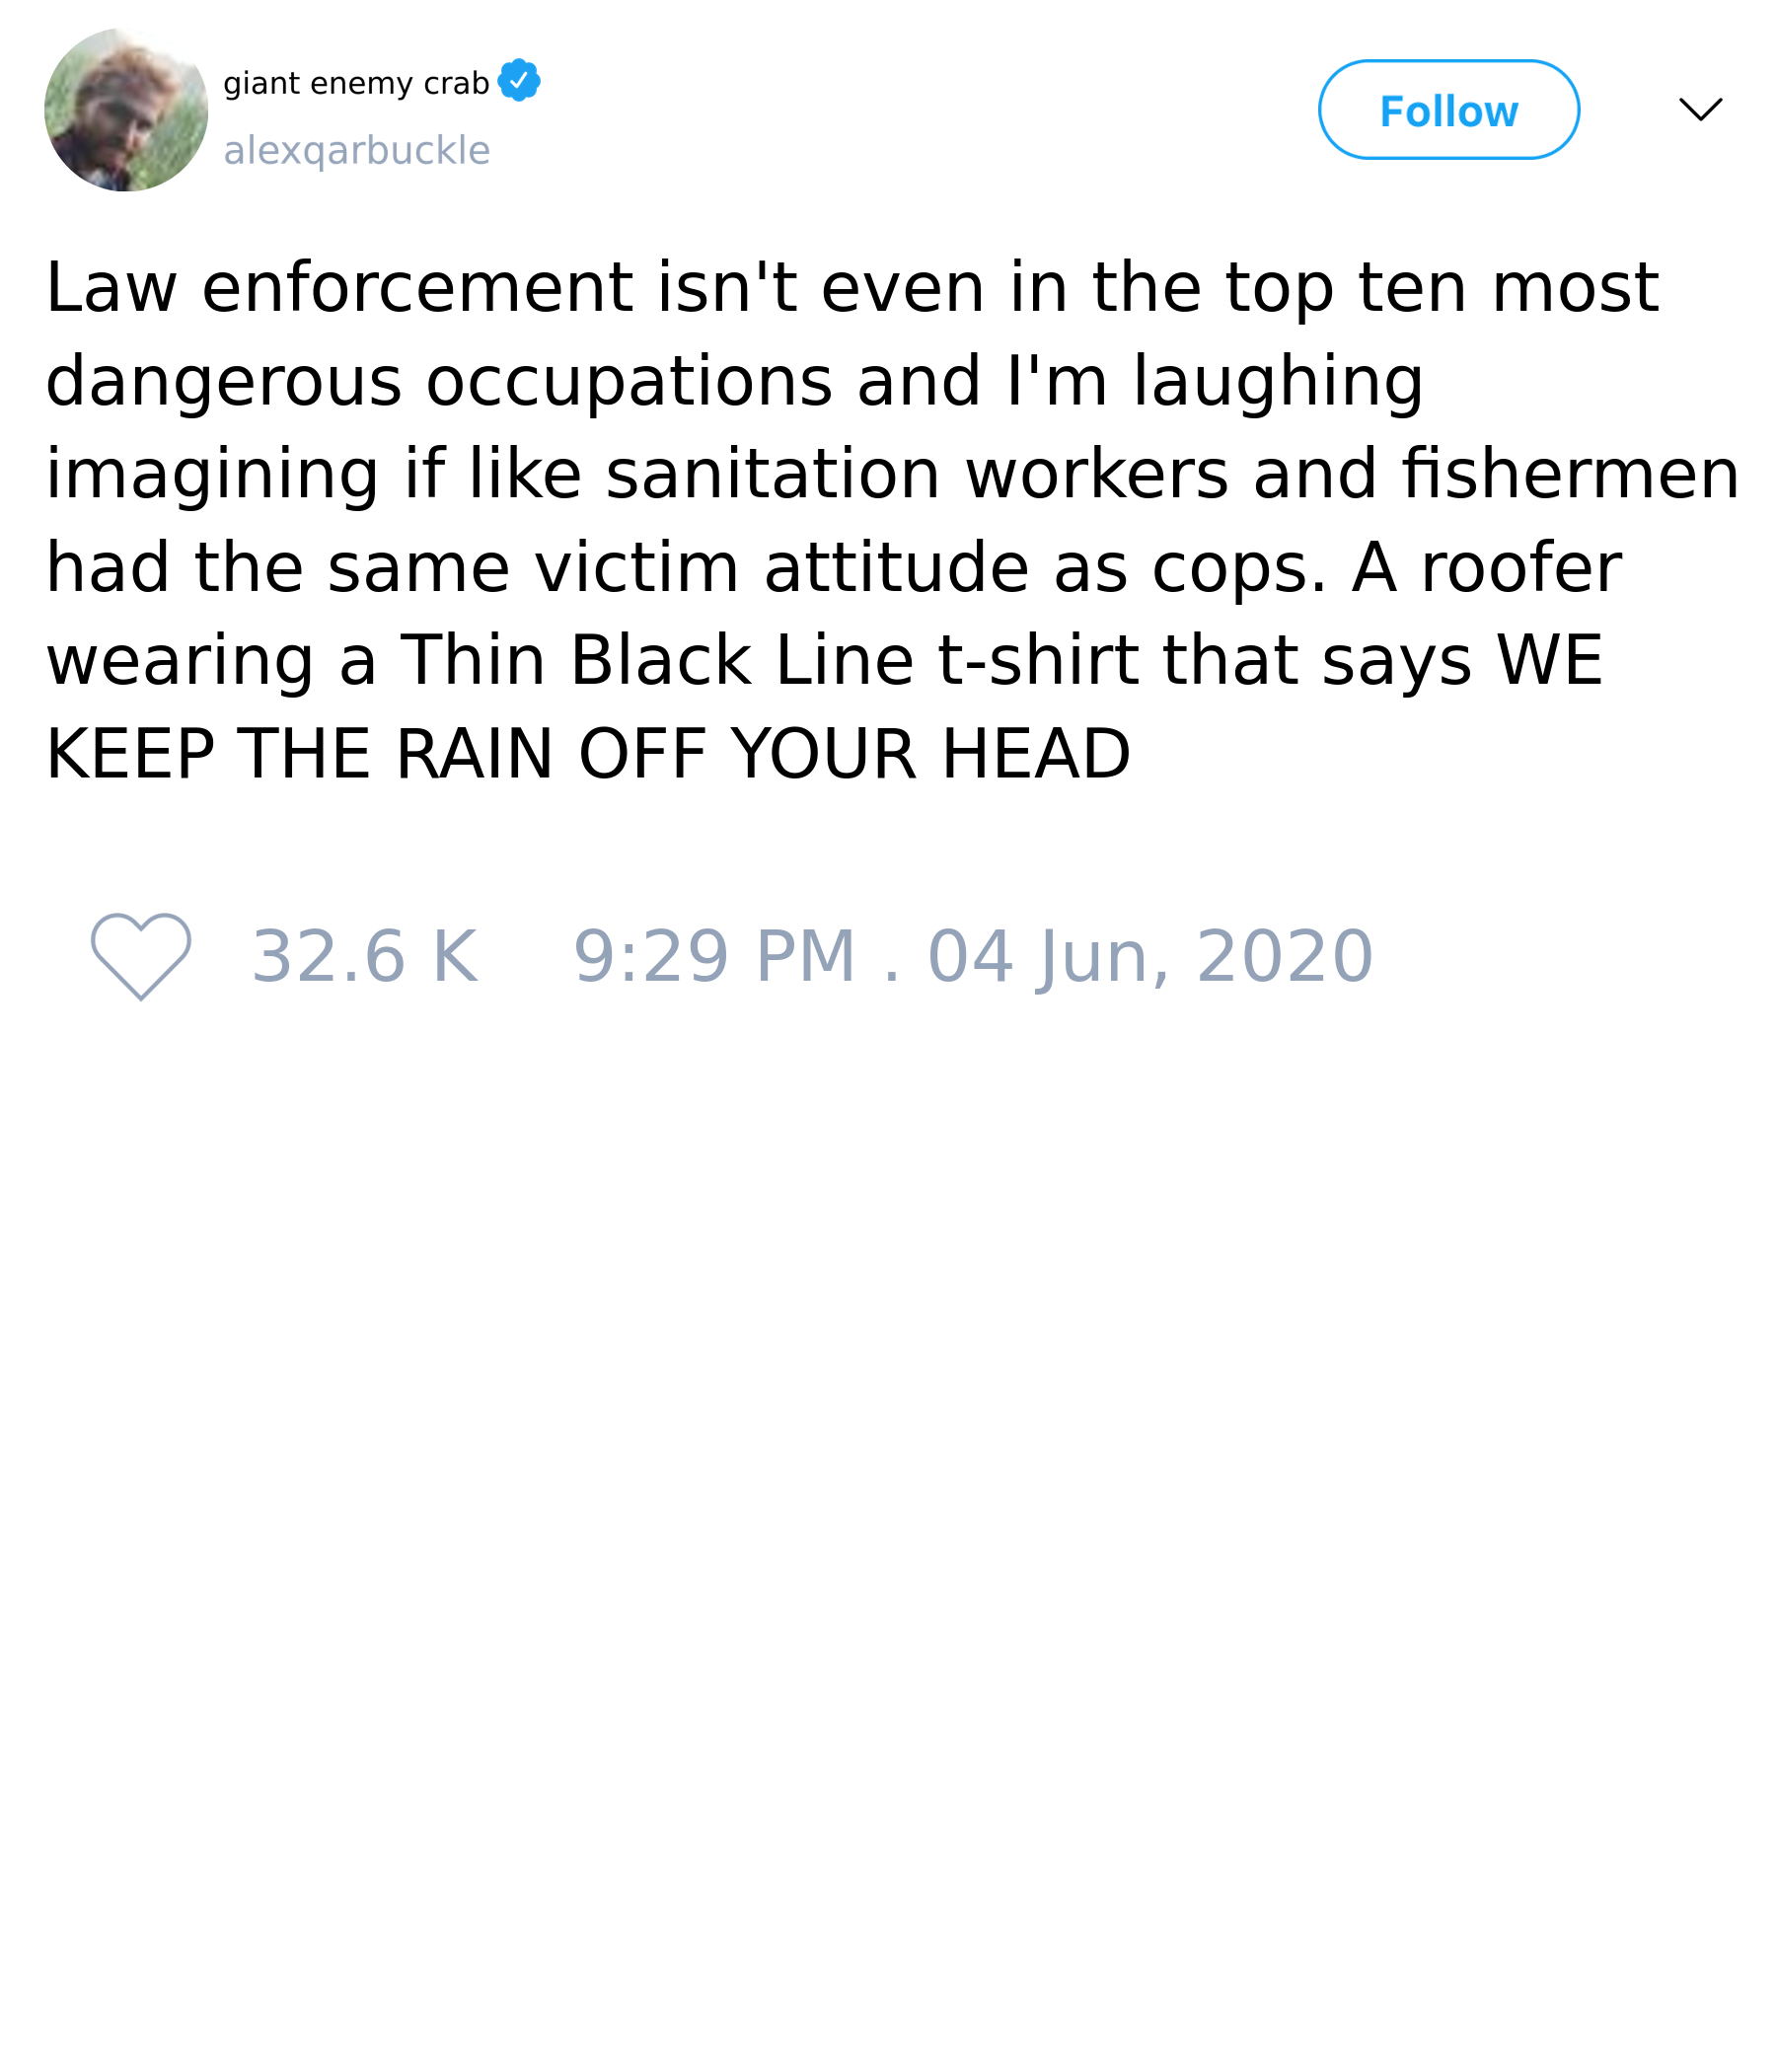 giant enemy crab
alexqarbuckle
Follow
Law enforcement isn't even in the top ten most
dangerous occupations and I'm laughing
imagining if like sanitation workers and fishermen
had the same victim attitude as cops. A roofer
wearing a Thin Black Line t-shirt that says WE
KEEP THE RAIN OFF YOUR HEAD
32.6 K 9:29 PM . 04 Jun, 2020